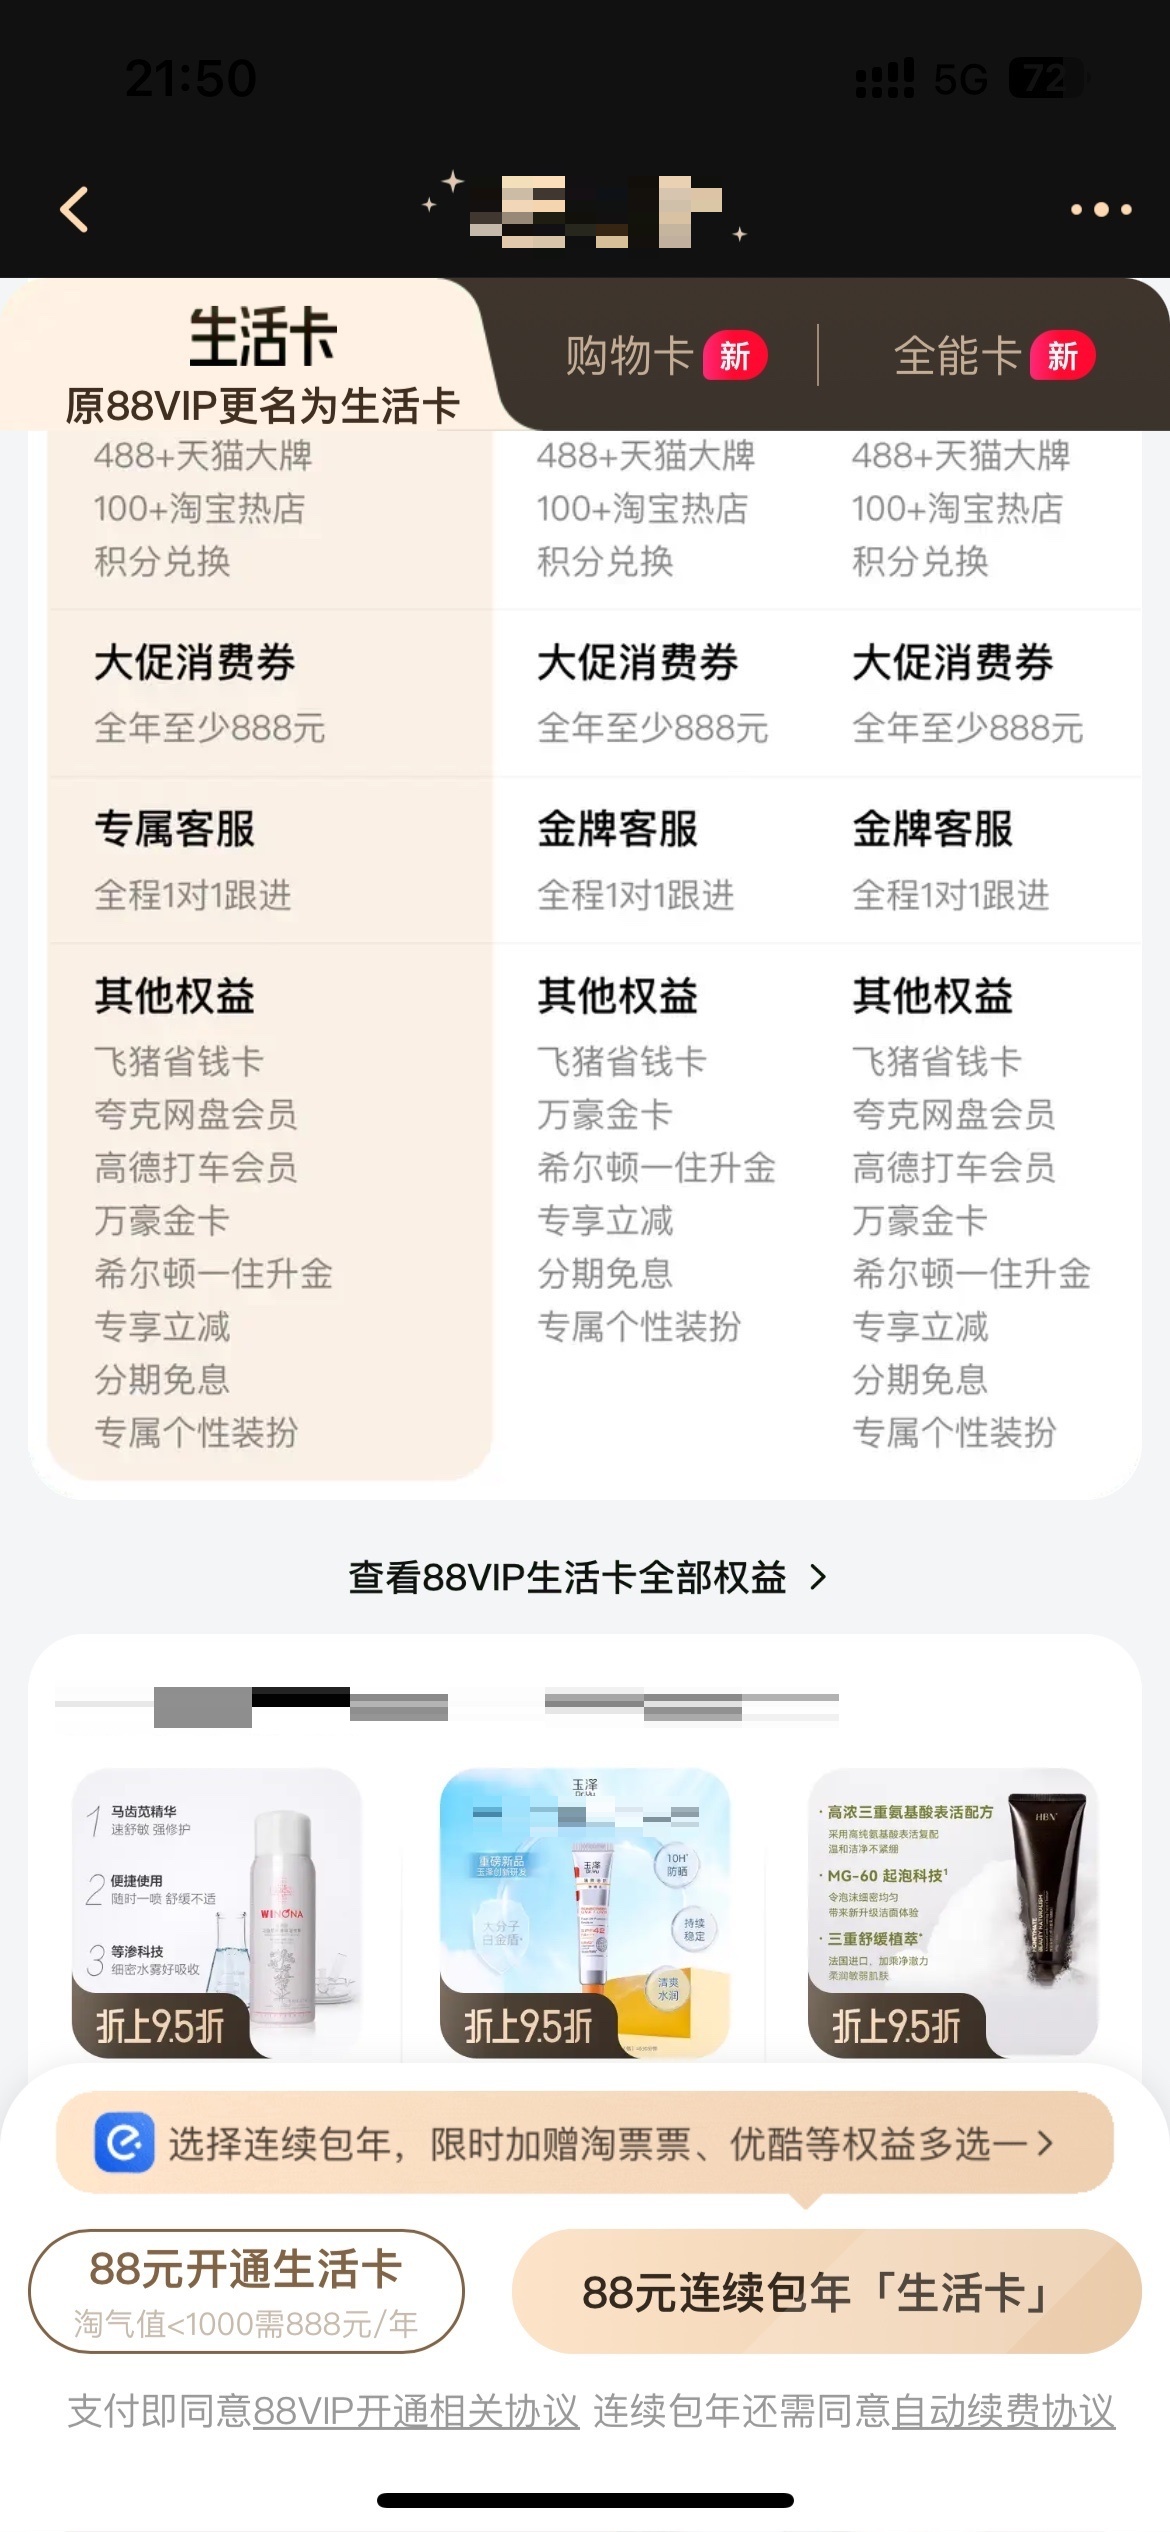 21:50
5G 72
生活卡
原88VIP更名为生活卡
购物卡 新
全能卡 新
488+天猫大牌 488+天猫大牌 488+天猫大牌
100+淘宝热店 100+淘宝热店 100+淘宝热店
积分兑换 积分兑换 积分兑换
大促消费券 大促消费券 大促消费券
全年至少888元 全年至少888元 全年至少888元
专属客服 金牌客服 金牌客服
全程1对1跟进 全程1对1跟进 全程1对1跟进
其他权益 其他权益 其他权益
飞猪省钱卡 飞猪省钱卡 飞猪省钱卡
夸克网盘会员 万豪金卡 夸克网盘会员
高德打车会员 希尔顿一住升金 高德打车会员
万豪金卡 专享立减 万豪金卡
希尔顿一住升金 分期免息 希尔顿一住升金
专享立减 专属个性装扮 专享立减
分期免息 分期免息
专属个性装扮 专属个性装扮
查看88VIP生活卡全部权益 >
1 马齿苋精华
速舒敏 强修护
2 便捷使用
随时一喷 舒缓不适
3 等渗科技
细密水雾好吸收
WINONA
折上9.5折
玉泽
Dr.Yu
重磅新品
玉泽创新研发
大分子
白金盾
玉泽
10H*
防晒
持续
稳定
清爽
水润
折上9.5折
·高浓三重氨基酸表活配方
采用高纯氨基酸表活复配
温和洁净不紧绷
·MG-60 起泡科技¹
令泡沫细密均匀
带来新升级洁面体验
·三重舒缓植萃*
法国进口，加乘净澈力
柔润敏弱肌肤
HBN
折上9.5折
选择连续包年，限时加赠淘票票、优酷等权益多选一>
88元开通生活卡
淘气值<1000需888元/年
88元连续包年「生活卡」
支付即同意88VIP开通相关协议 连续包年还需同意自动续费协议